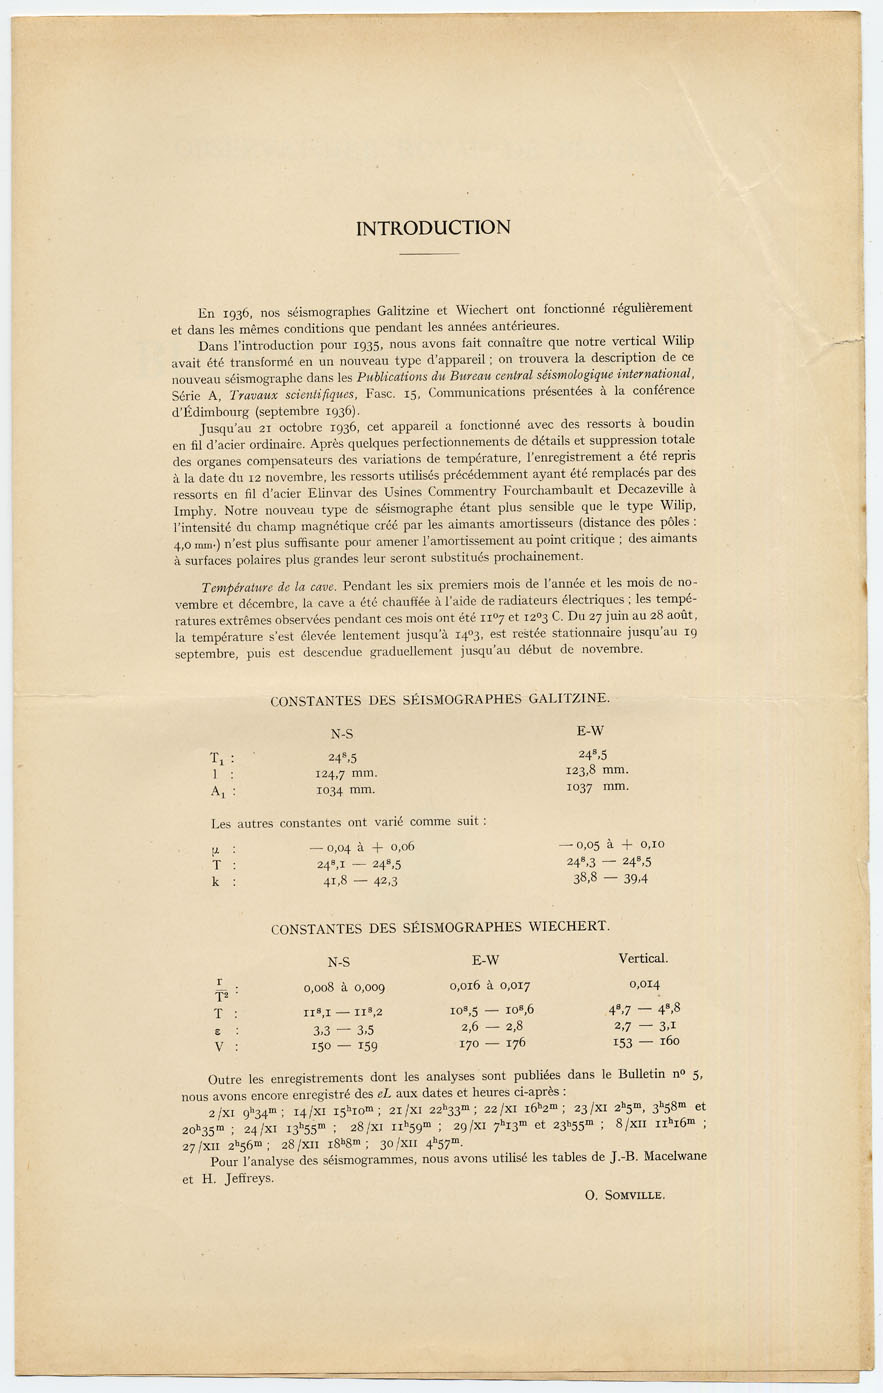 INTRODUCTION
En 1936, nos séismographes Galitzine et Wiechert ont fonctionné régulièrement
et dans les mêmes conditions que pendant les années antérieures.
Dans l'introduction pour 1935, nous avons fait connaître que notre vertical Wilip
avait été transformé en un nouveau type d'appareil ; on trouvera la description de ce
nouveau séismographe dans les Publications du Bureau central séismologique international,
Série A, Travaux scientifiques, Fasc. 15, Communications présentées à la conférence
d'Édimbourg (septembre 1936).
Jusqu'au 21 octobre 1936, cet appareil a fonctionné avec des ressorts à boudin
en fil d'acier ordinaire. Après quelques perfectionnements de détails et suppression totale
des organes compensateurs des variations de température, l'enregistrement a été repris
à la date du 12 novembre, les ressorts utilisés précédemment ayant été remplacés par des
ressorts en fil d'acier Elinvar des Usines Commentry Fourchambault et Decazeville à
Imphy. Notre nouveau type de séismographe étant plus sensible que le type Wilip,
l'intensité du champ magnétique créé par les aimants amortisseurs (distance des pôles :
4,0 mm.) n'est plus suffisante pour amener l'amortissement au point critique ; des aimants
à surfaces polaires plus grandes leur seront substitués prochainement.
Température de la cave. Pendant les six premiers mois de l'année et les mois de no-
vembre et décembre, la cave a été chauffée à l'aide de radiateurs électriques ; les tempé-
ratures extrêmes observées pendant ces mois ont été 11°7 et 12°3 C. Du 27 juin au 28 août,
la température s'est élevée lentement jusqu'à 14°3, est restée stationnaire jusqu'au 19
septembre, puis est descendue graduellement jusqu'au début de novembre.
CONSTANTES DES SÉISMOGRAPHES GALITZINE.
N-S E-W
T₁ : 24ˢ,5 24ˢ,5
l : 124,7 mm. 123,8 mm.
A₁ : 1034 mm. 1037 mm.
Les autres constantes ont varié comme suit :
μ : — 0,04 à + 0,06 — 0,05 à + 0,10
T : 24ˢ,1 — 24ˢ,5 24ˢ,3 — 24ˢ,5
k : 41,8 — 42,3 38,8 — 39,4
CONSTANTES DES SÉISMOGRAPHES WIECHERT.
N-S E-W Vertical.
r/T² : 0,008 à 0,009 0,016 à 0,017 0,014
T : 11ˢ,1 — 11ˢ,2 10ˢ,5 — 10ˢ,6 4ˢ,7 — 4ˢ,8
ε : 3,3 — 3,5 2,6 — 2,8 2,7 — 3,1
V : 150 — 159 170 — 176 153 — 160
Outre les enregistrements dont les analyses sont publiées dans le Bulletin nº 5,
nous avons encore enregistré des eL aux dates et heures ci-après :
2/XI 9ʰ34ᵐ ; 14/XI 15ʰ10ᵐ ; 21/XI 22ʰ33ᵐ ; 22/XI 16ʰ2ᵐ ; 23/XI 2ʰ5ᵐ, 3ʰ58ᵐ et
20ʰ35ᵐ ; 24/XI 13ʰ55ᵐ ; 28/XI 11ʰ59ᵐ ; 29/XI 7ʰ13ᵐ et 23ʰ55ᵐ ; 8/XII 11ʰ16ᵐ ;
27/XII 2ʰ56ᵐ ; 28/XII 18ʰ8ᵐ ; 30/XII 4ʰ57ᵐ.
Pour l'analyse des séismogrammes, nous avons utilisé les tables de J.-B. Macelwane
et H. Jeffreys.
O. SOMVILLE.